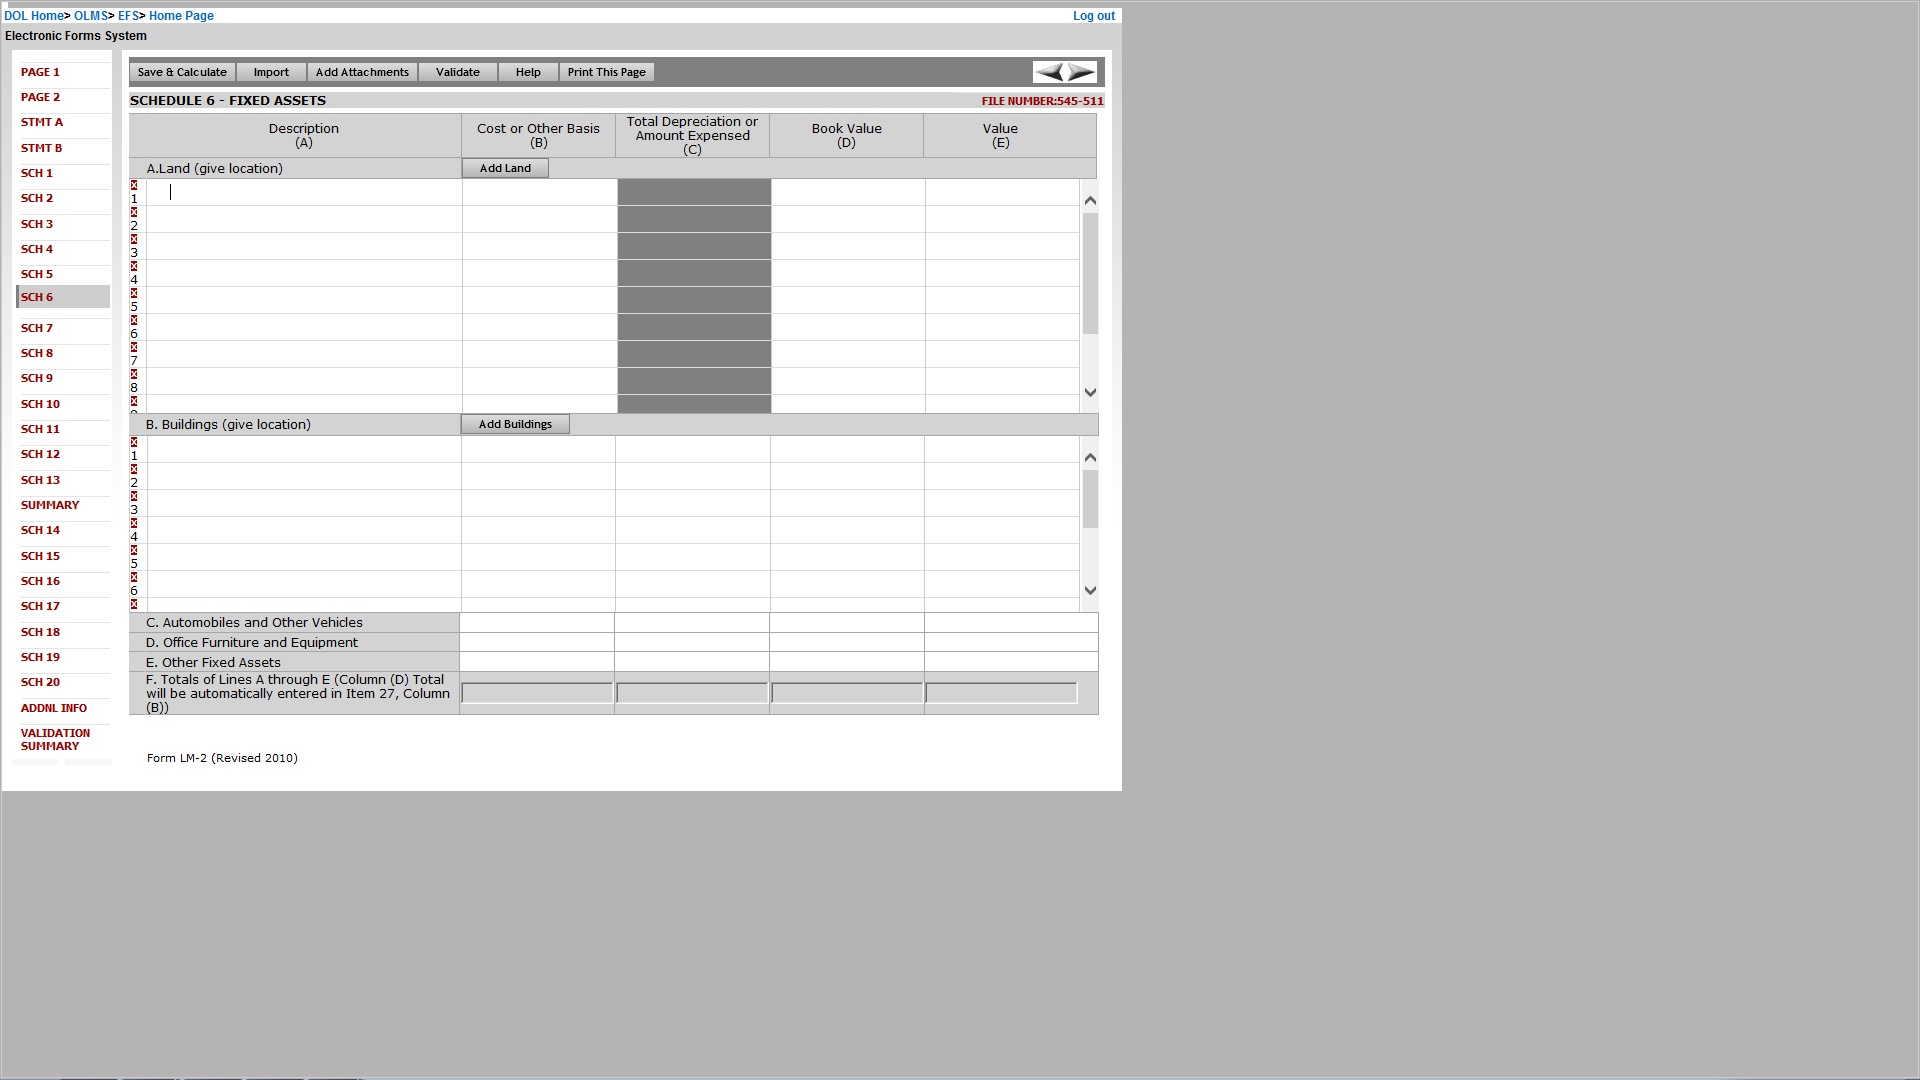 DOL Home> OLMS> EFS> Home Page Log out
Electronic Forms System
PAGE 1
PAGE 2
STMT A
STMT B
SCH 1
SCH 2
SCH 3
SCH 4
SCH 5
SCH 6
SCH 7
SCH 8
SCH 9
SCH 10
SCH 11
SCH 12
SCH 13
SUMMARY
SCH 14
SCH 15
SCH 16
SCH 17
SCH 18
SCH 19
SCH 20
ADDNL INFO
VALIDATION
SUMMARY
Save & Calculate Import Add Attachments Validate Help Print This Page
SCHEDULE 6 - FIXED ASSETS FILE NUMBER:545-511
Description
(A)
Cost or Other Basis
(B)
Total Depreciation or
Amount Expensed
(C)
Book Value
(D)
Value
(E)
A.Land (give location) Add Land
x
1
x
2
x
3
x
4
x
5
x
6
x
7
x
8
x
B. Buildings (give location) Add Buildings
x
1
x
2
x
3
x
4
x
5
x
6
x
C. Automobiles and Other Vehicles
D. Office Furniture and Equipment
E. Other Fixed Assets
F. Totals of Lines A through E (Column (D) Total
will be automatically entered in Item 27, Column
(B))
Form LM-2 (Revised 2010)